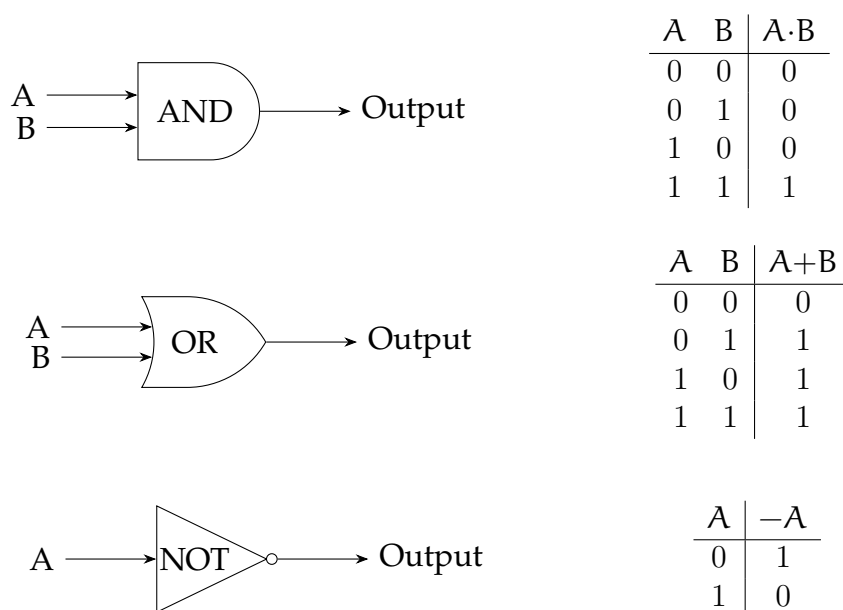 A
B
AND
Output
A B A·B
0 0 0
0 1 0
1 0 0
1 1 1
A
B
OR
Output
A B A+B
0 0 0
0 1 1
1 0 1
1 1 1
A
NOT
Output
A −A
0 1
1 0